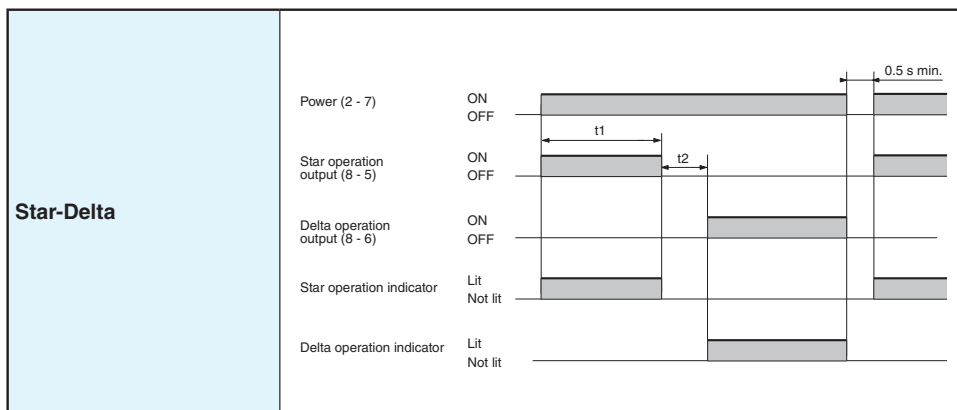 Star-Delta
0.5 s min.
Power (2 - 7)
ON
OFF
t1
Star operation
output (8 - 5)
ON
OFF
t2
Delta operation
output (8 - 6)
ON
OFF
Star operation indicator
Lit
Not lit
Delta operation indicator
Lit
Not lit